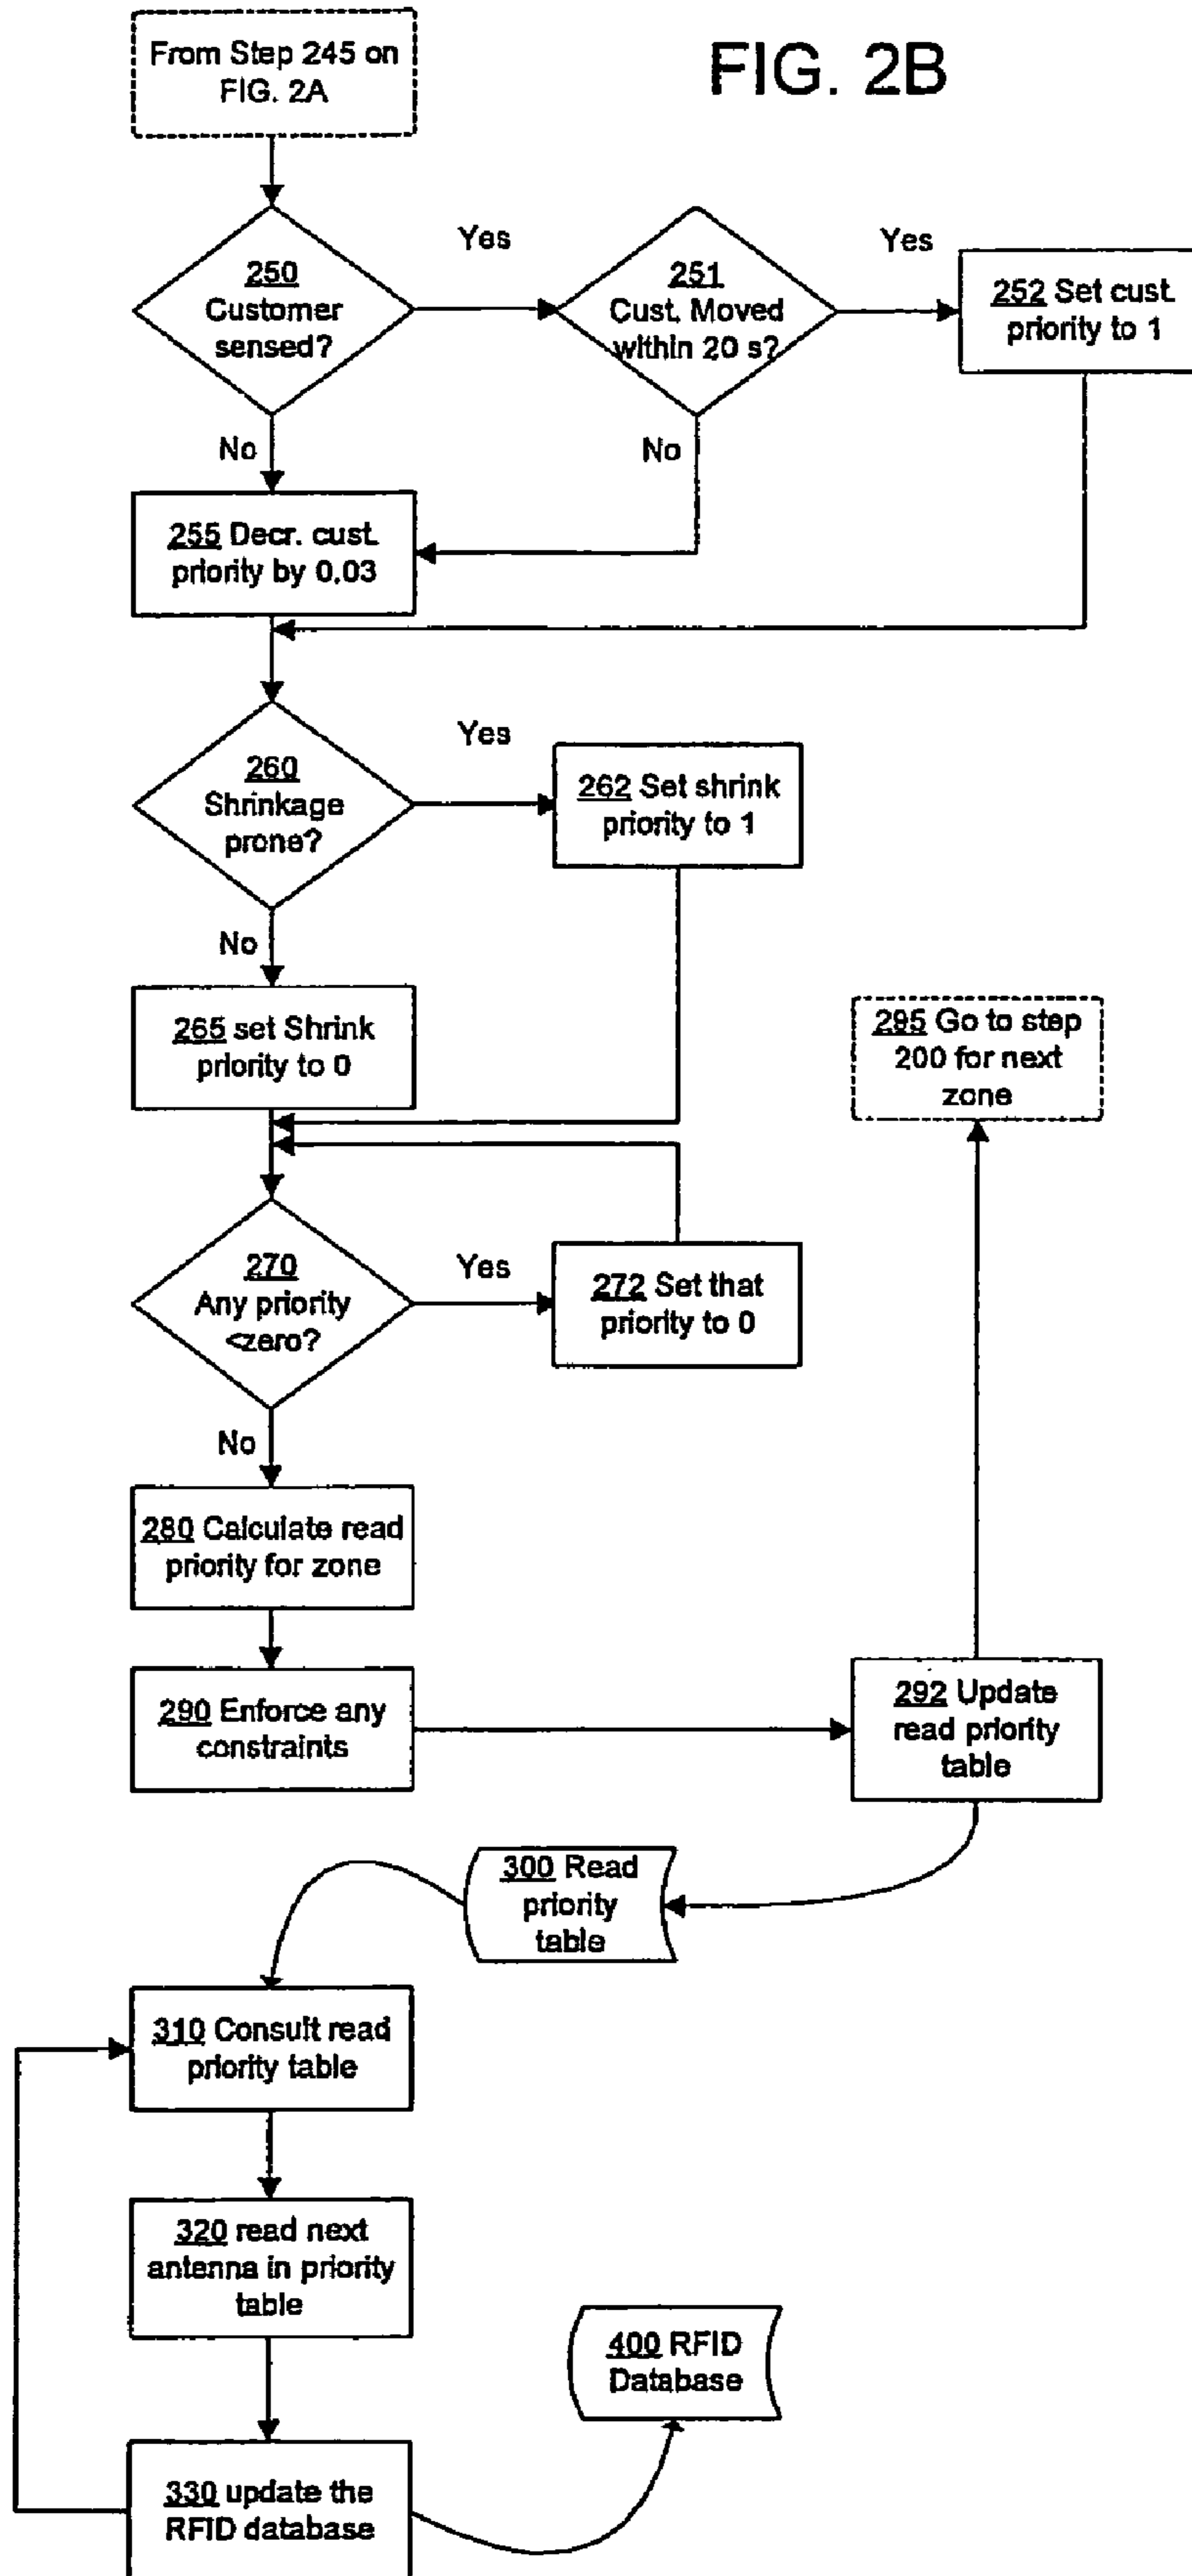 From Step 245 on
FIG. 2A
FIG. 2B
250
Customer
sensed?
Yes
251
Cust. Moved
within 20 s?
Yes
252 Set cust.
priority to 1
No
No
255 Decr. cust.
priority by 0.03
260
Shrinkage
prone?
Yes
262 Set shrink
priority to 1
No
265 set Shrink
priority to 0
295 Go to step
200 for next
zone
270
Any priority
<zero?
Yes
272 Set that
priority to 0
No
280 Calculate read
priority for zone
290 Enforce any
constraints
292 Update
read priority
table
300 Read
priority
table
310 Consult read
priority table
320 read next
antenna in priority
table
400 RFID
Database
330 update the
RFID database